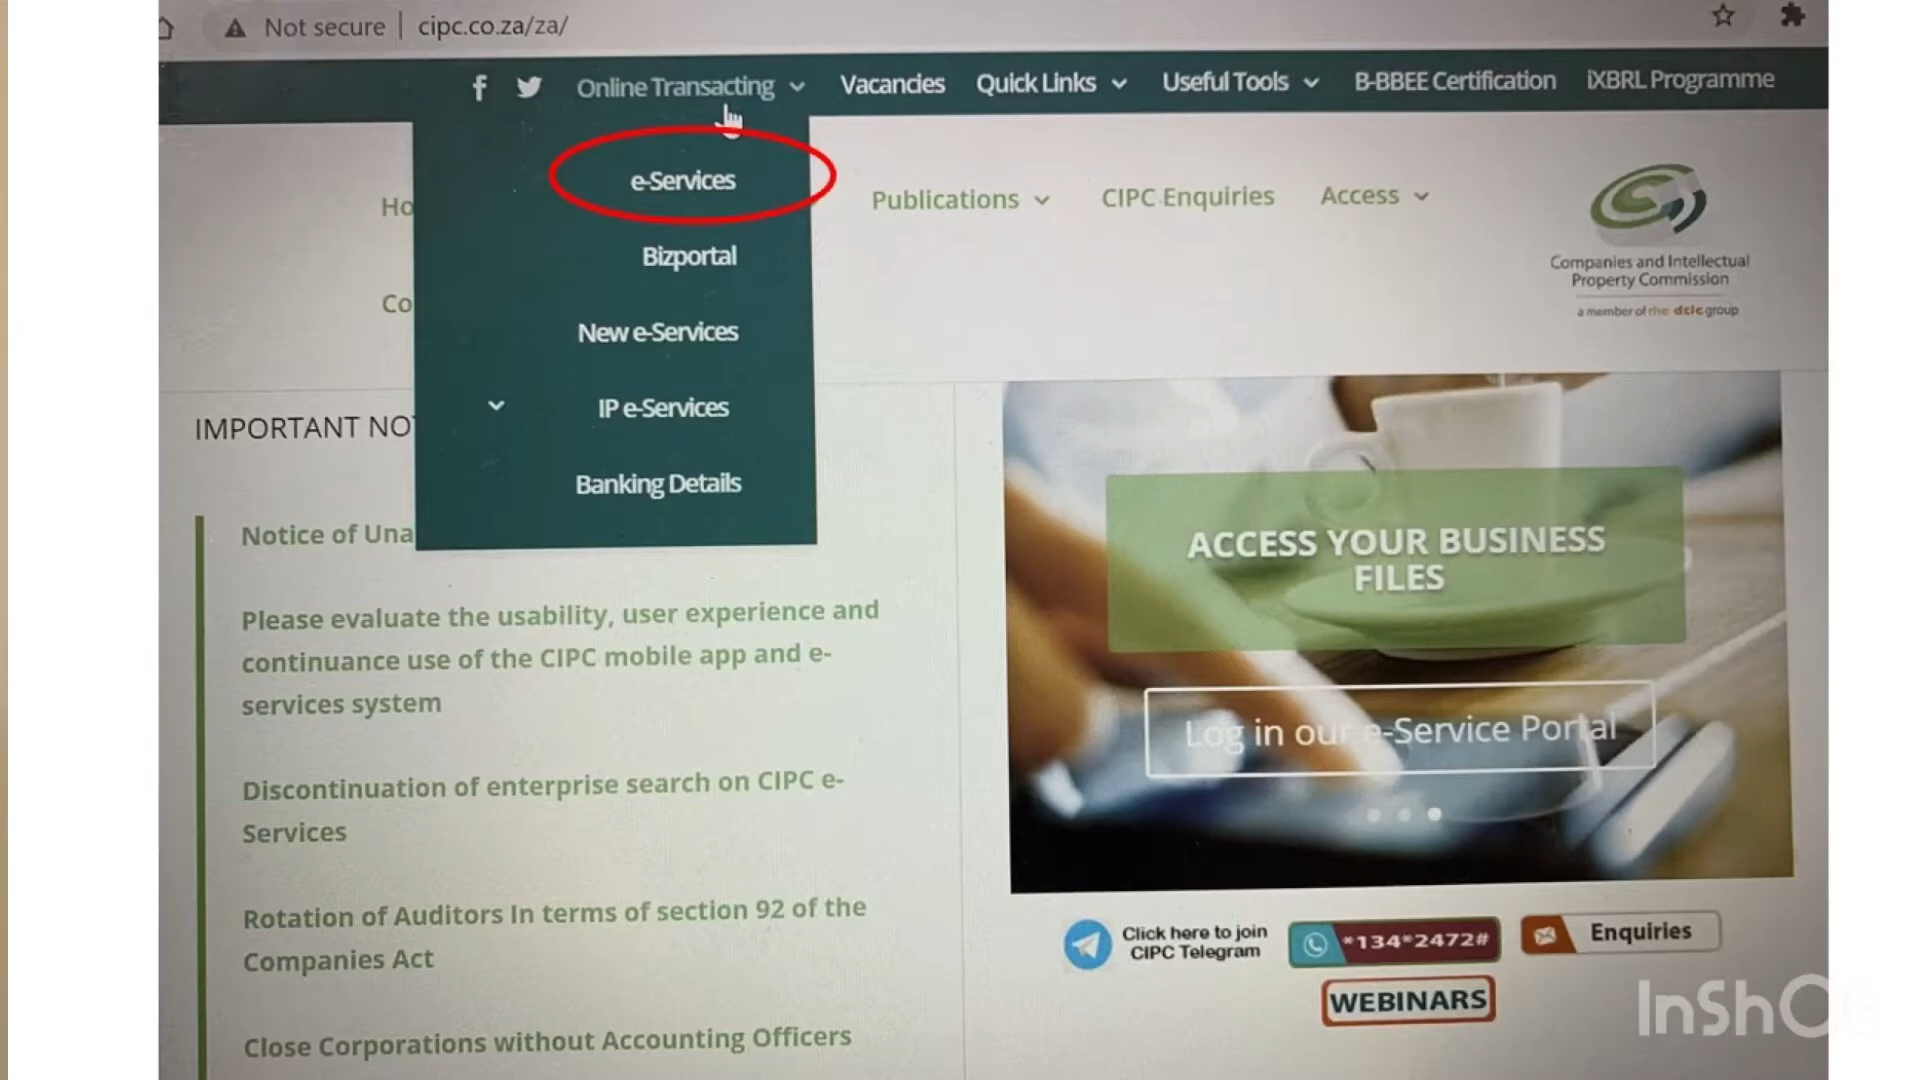 Not secure | cipc.co.za/za/
Online Transacting
Vacancies
Quick Links
Useful Tools
B-BBEE Certification
iXBRL Programme
e-Services
Bizportal
New e-Services
IP e-Services
Banking Details
Ho
Publications
CIPC Enquiries
Access
Co
Companies and Intellectual
Property Commission
a member of the dtic group
IMPORTANT NO
Notice of Una
Please evaluate the usability, user experience and
continuance use of the CIPC mobile app and e-
services system
Discontinuation of enterprise search on CIPC e-
Services
Rotation of Auditors In terms of section 92 of the
Companies Act
Close Corporations without Accounting Officers
ACCESS YOUR BUSINESS
FILES
Log in our e-Service Portal
Click here to join
CIPC Telegram
*134*2472#
Enquiries
WEBINARS